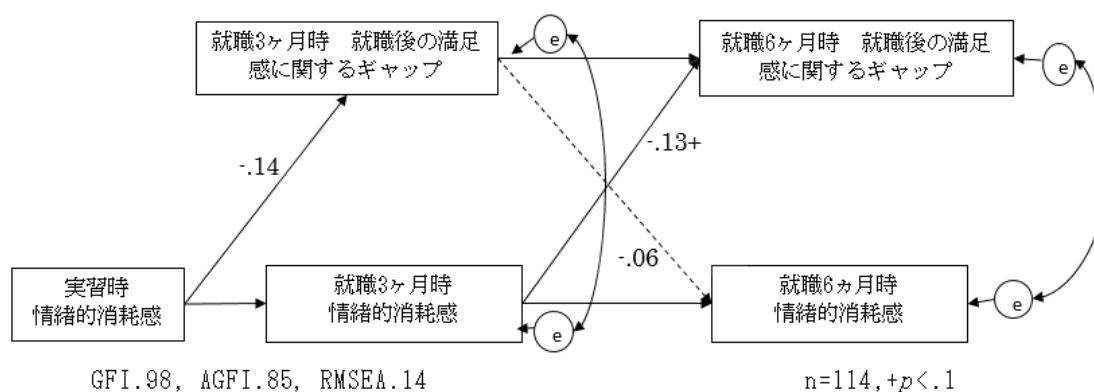 就職3ヶ月時　就職後の満足
感に関するギャップ
e
就職6ヶ月時　就職後の満足
感に関するギャップ
e
-.14
-.13+
-.06
実習時
情緒的消耗感
就職3ヶ月時
情緒的消耗感
e
就職6ヵ月時
情緒的消耗感
e
GFI.98, AGFI.85, RMSEA.14
n=114,+p<.1